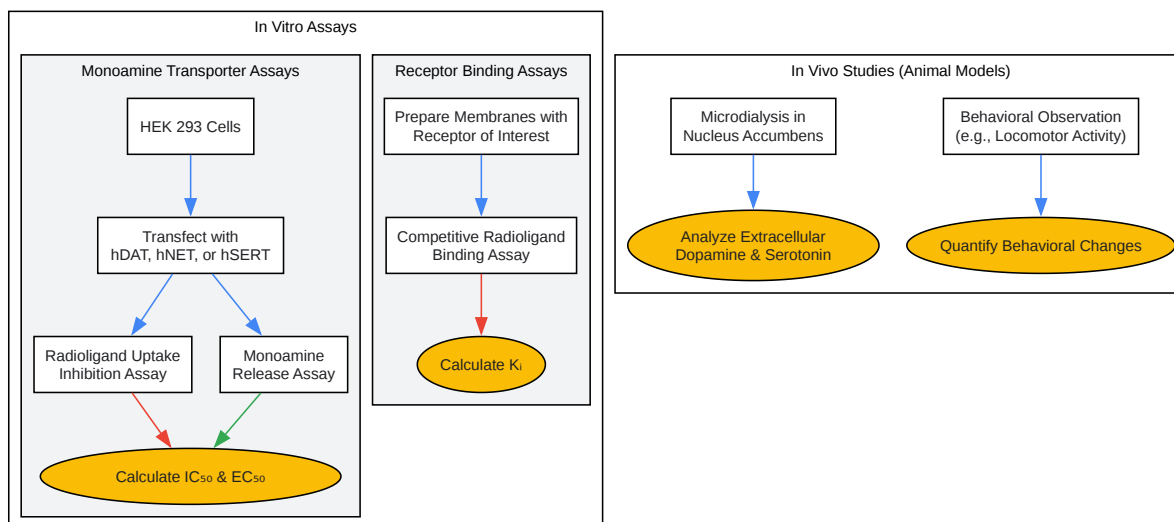 In Vitro Assays
Monoamine Transporter Assays
HEK 293 Cells
Transfect with
hDAT, hNET, or hSERT
Radioligand Uptake
Inhibition Assay
Monoamine
Release Assay
Calculate IC₅₀ & EC₅₀
Receptor Binding Assays
Prepare Membranes with
Receptor of Interest
Competitive Radioligand
Binding Assay
Calculate Kᵢ
In Vivo Studies (Animal Models)
Microdialysis in
Nucleus Accumbens
Analyze Extracellular
Dopamine & Serotonin
Behavioral Observation
(e.g., Locomotor Activity)
Quantify Behavioral Changes